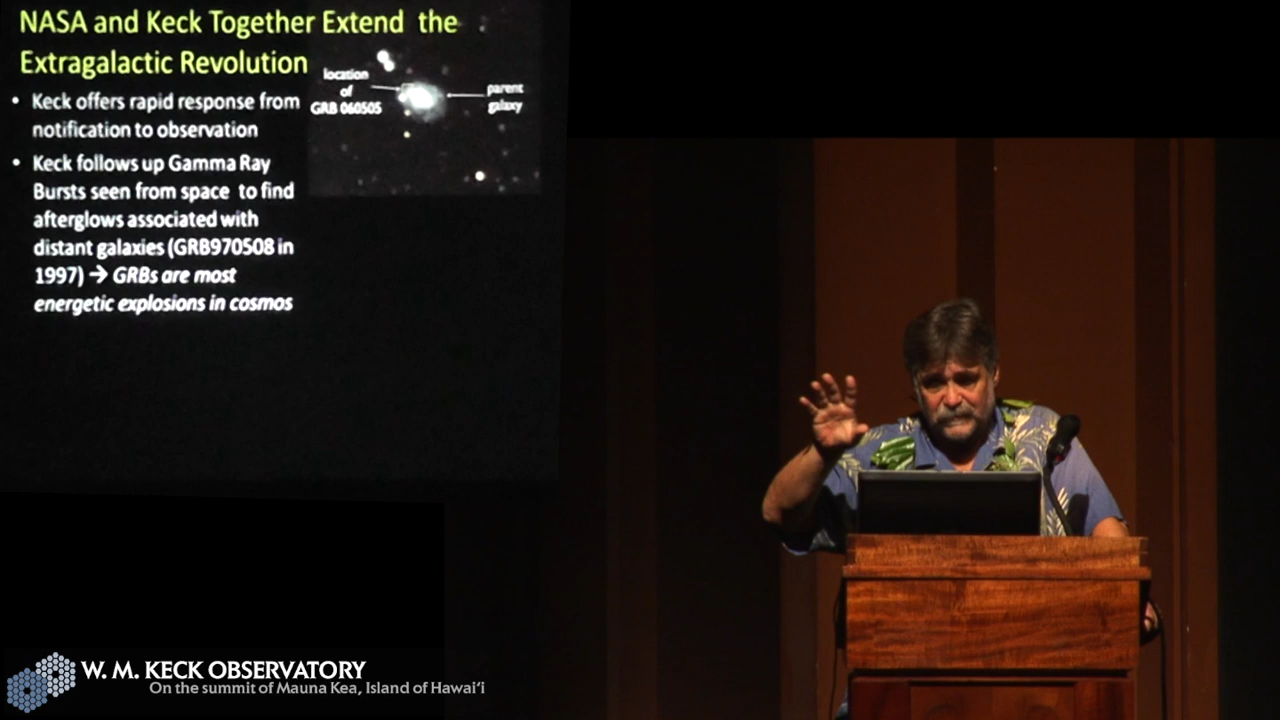 NASA and Keck Together Extend the
Extragalactic Revolution
location
of
GRB 060505
parent
galaxy
• Keck offers rapid response from
notification to observation
• Keck follows up Gamma Ray
Bursts seen from space to find
afterglows associated with
distant galaxies (GRB970508 in
1997) → GRBs are most
energetic explosions in cosmos
W. M. KECK OBSERVATORY
On the summit of Mauna Kea, Island of Hawai‘i